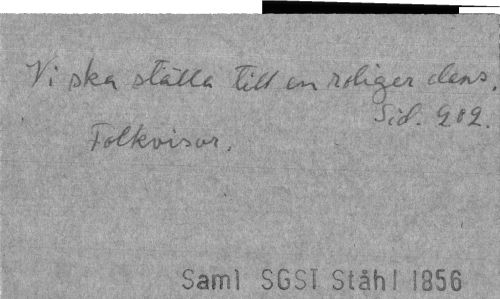 Vi ska ställa till en roliger dans.
Sid. 202.
Folkvisor.
Saml SGSI Ståhl 1856